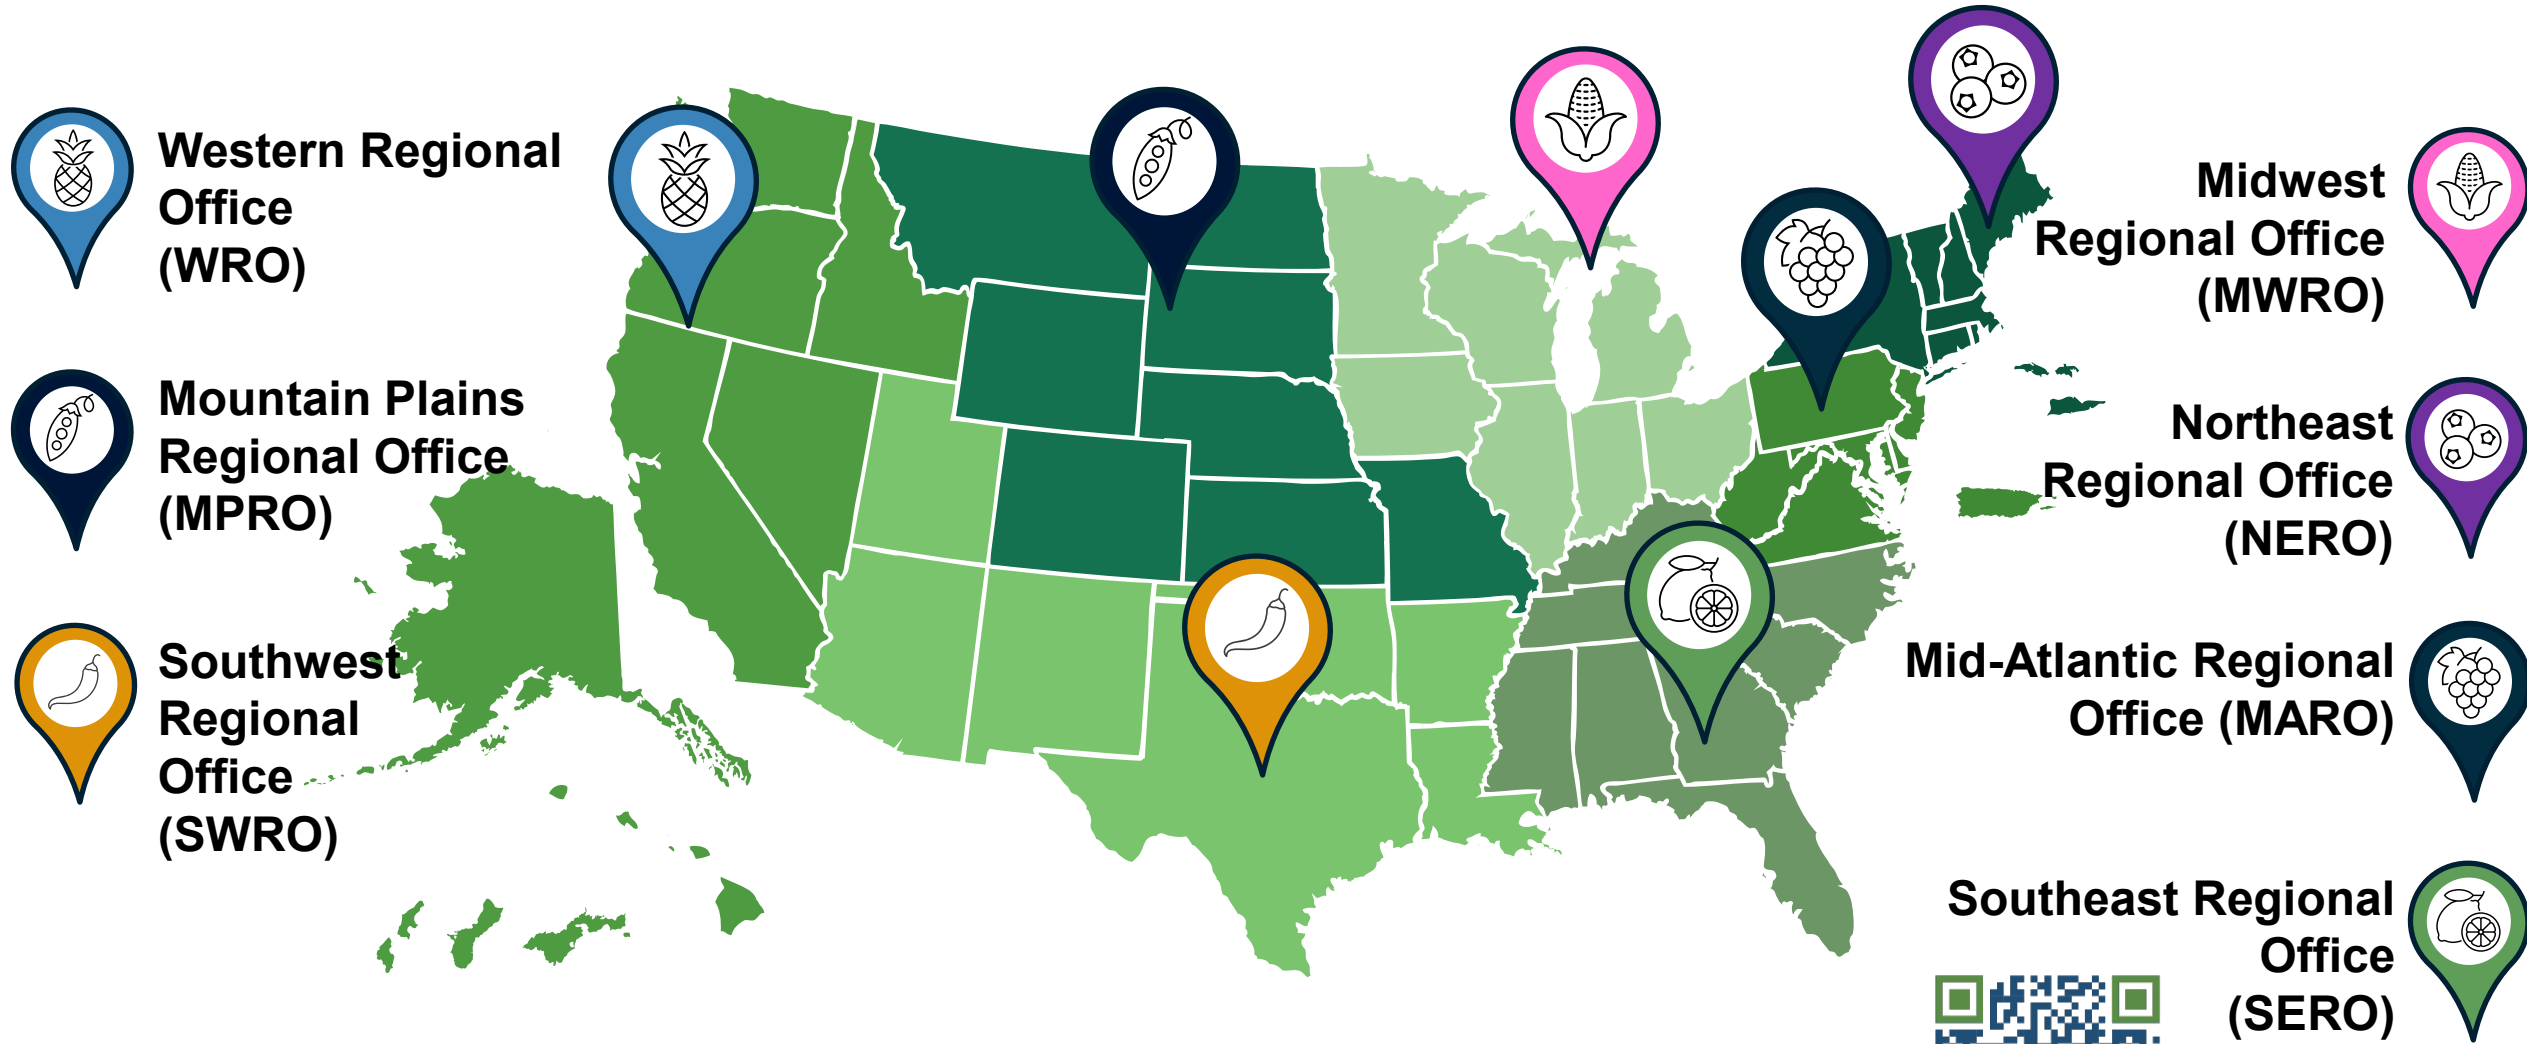 Western Regional
Office
(WRO)
Mountain Plains
Regional Office
(MPRO)
Southwest
Regional
Office
(SWRO)
Midwest
Regional Office
(MWRO)
Northeast
Regional Office
(NERO)
Mid-Atlantic Regional
Office (MARO)
Southeast Regional
Office
(SERO)